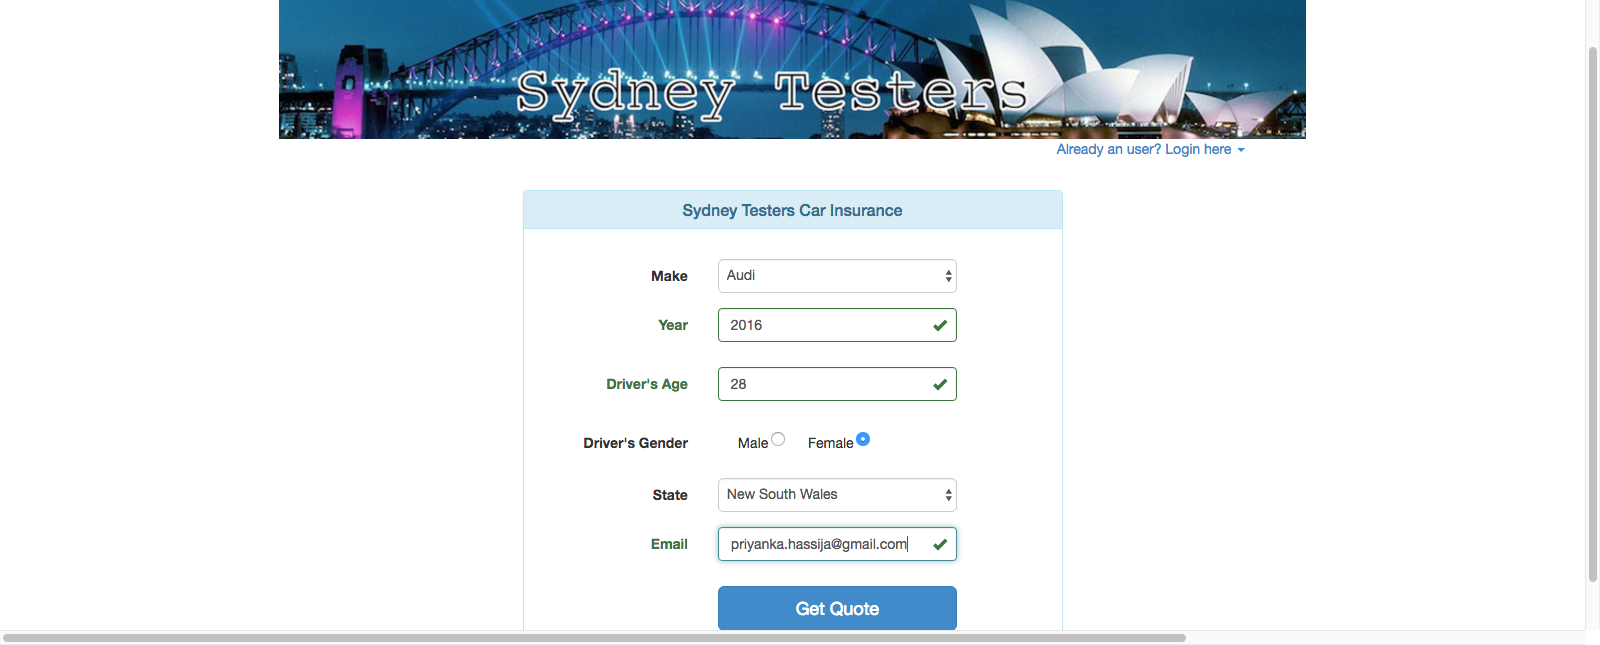 Sydney Testers
Already an user? Login here
Sydney Testers Car Insurance
Make Audi
Year 2016
Driver's Age 28
Driver's Gender Male Female
State New South Wales
Email priyanka.hassija@gmail.com
Get Quote